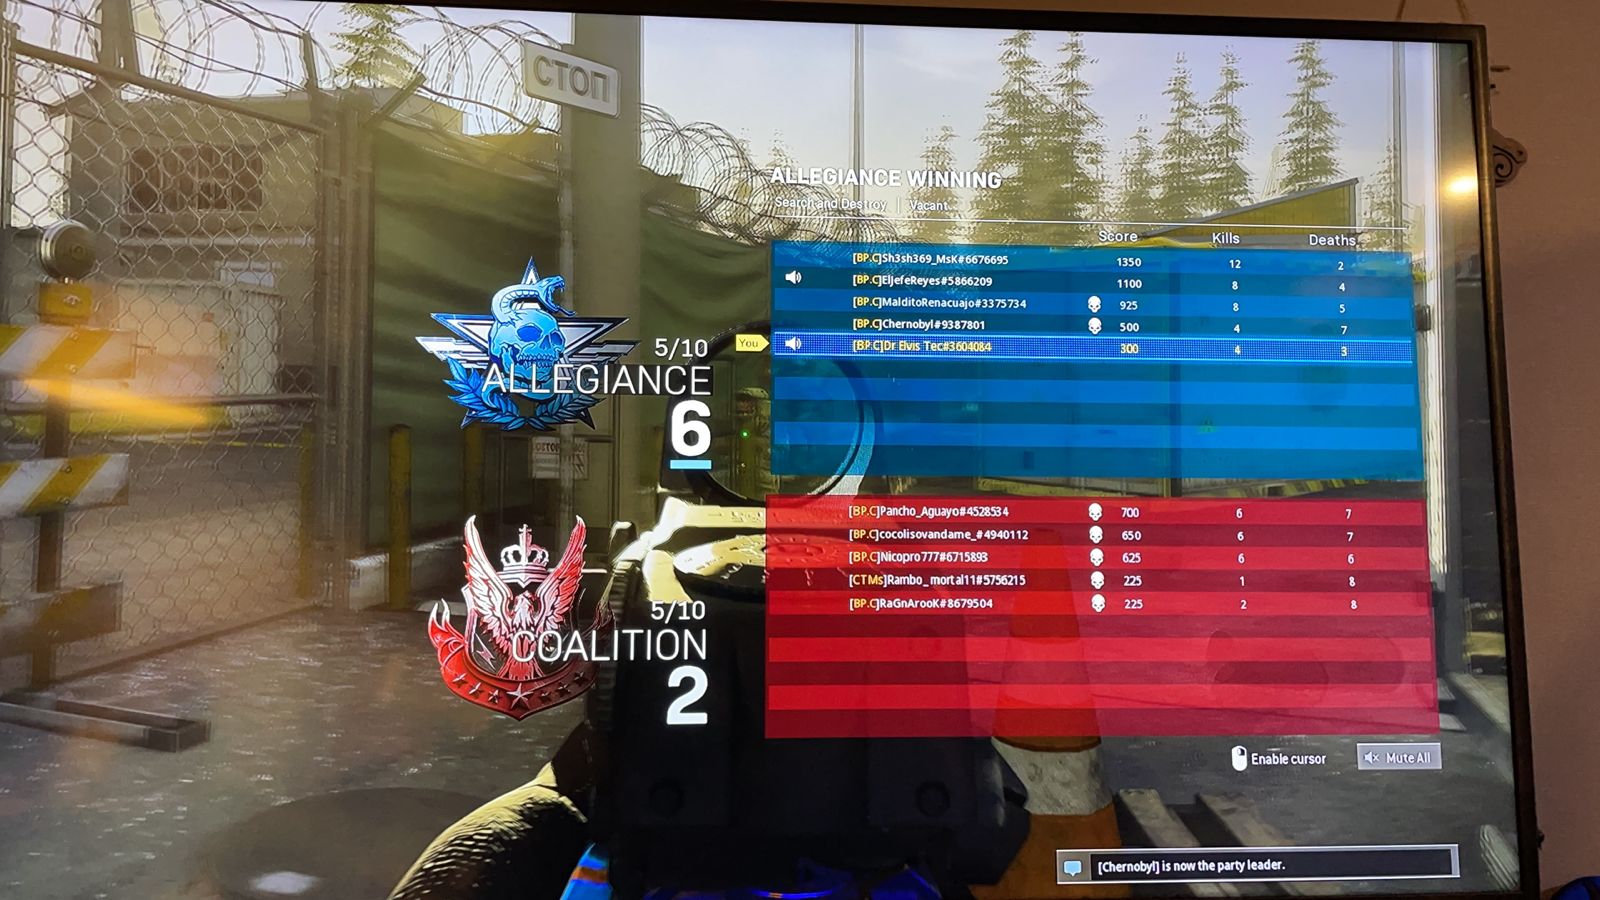 СТОП
ALLEGIANCE WINNING
Search and Destroy | Vacant
Score Kills Deaths
[BP.C]Sh3sh369_MsK#6676695 1350 12 2
[BP.C]ElJefeReyes#5866209 1100 8 4
[BP.C]MalditoRenacuajo#3375734 925 8 5
[BP.C]Chernobyl#9387801 500 4 7
You [BP.C]Dr Elvis Tec#3604084 300 4 3
5/10
ALLEGIANCE
6
[BP.C]Pancho_Aguayo#4528534 700 6 7
[BP.C]cocolisovandame_#4940112 650 6 7
[BP.C]Nicopro777#6715893 625 6 6
[CTMs]Rambo_mortal11#5756215 225 1 8
[BP.C]RaGnArooK#8679504 225 2 8
5/10
COALITION
2
Enable cursor Mute All
[Chernobyl] is now the party leader.